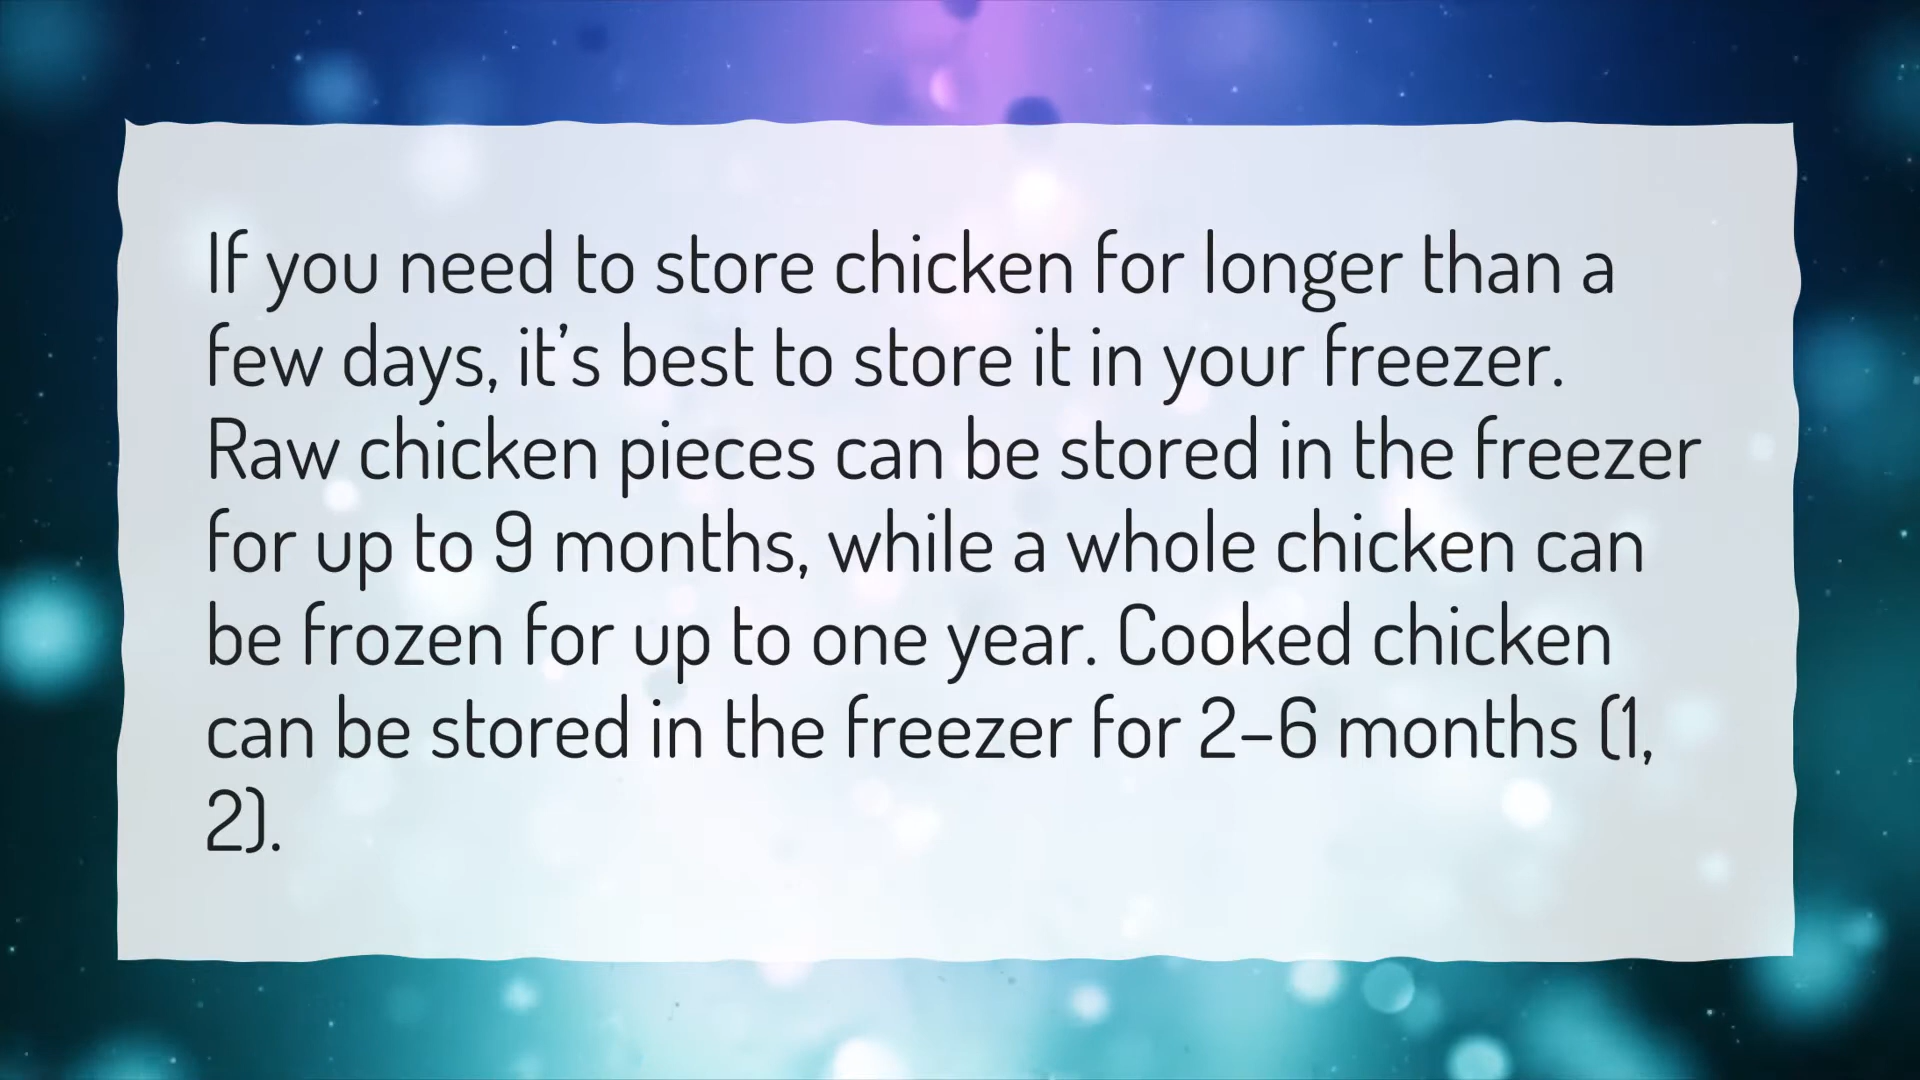 If you need to store chicken for longer than a
few days, it’s best to store it in your freezer.
Raw chicken pieces can be stored in the freezer
for up to 9 months, while a whole chicken can
be frozen for up to one year. Cooked chicken
can be stored in the freezer for 2–6 months (1,
2).